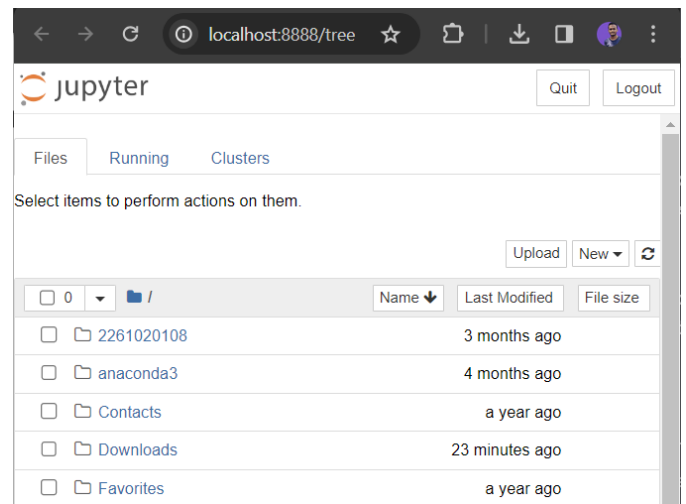 localhost:8888/tree
jupyter
Quit
Logout
Files
Running
Clusters
Select items to perform actions on them.
Upload
New
0
/
Name
Last Modified
File size
2261020108
3 months ago
anaconda3
4 months ago
Contacts
a year ago
Downloads
23 minutes ago
Favorites
a year ago